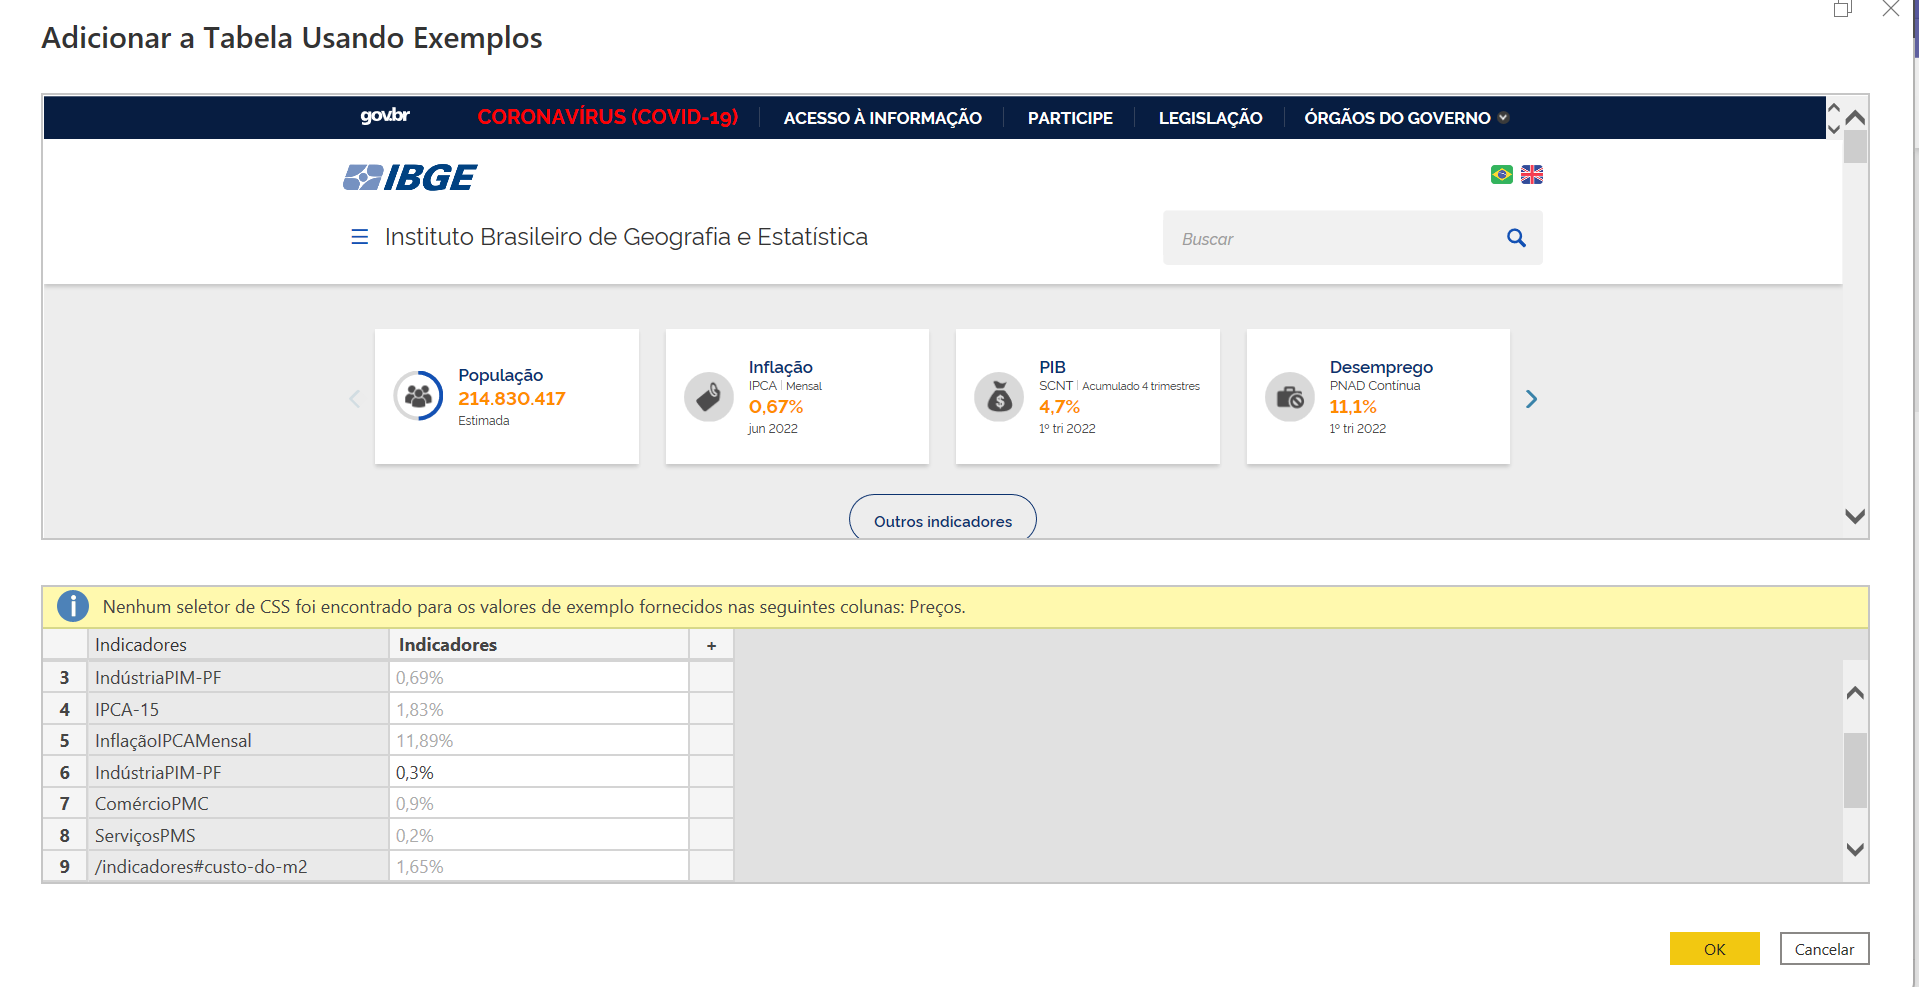 Adicionar a Tabela Usando Exemplos
gov.br CORONAVÍRUS (COVID-19) ACESSO À INFORMAÇÃO PARTICIPE LEGISLAÇÃO ÓRGÃOS DO GOVERNO
IBGE
Instituto Brasileiro de Geografia e Estatística
Buscar
População
214.830.417
Estimada
Inflação
IPCA | Mensal
0,67%
jun 2022
PIB
SCNT | Acumulado 4 trimestres
4,7%
1º tri 2022
Desemprego
PNAD Contínua
11,1%
1º tri 2022
Outros indicadores
Nenhum seletor de CSS foi encontrado para os valores de exemplo fornecidos nas seguintes colunas: Preços.
Indicadores Indicadores +
3 IndústriaPIM-PF 0,69%
4 IPCA-15 1,83%
5 InflaçãoIPCAMensal 11,89%
6 IndústriaPIM-PF 0,3%
7 ComércioPMC 0,9%
8 ServiçosPMS 0,2%
9 /indicadores#custo-do-m2 1,65%
OK Cancelar